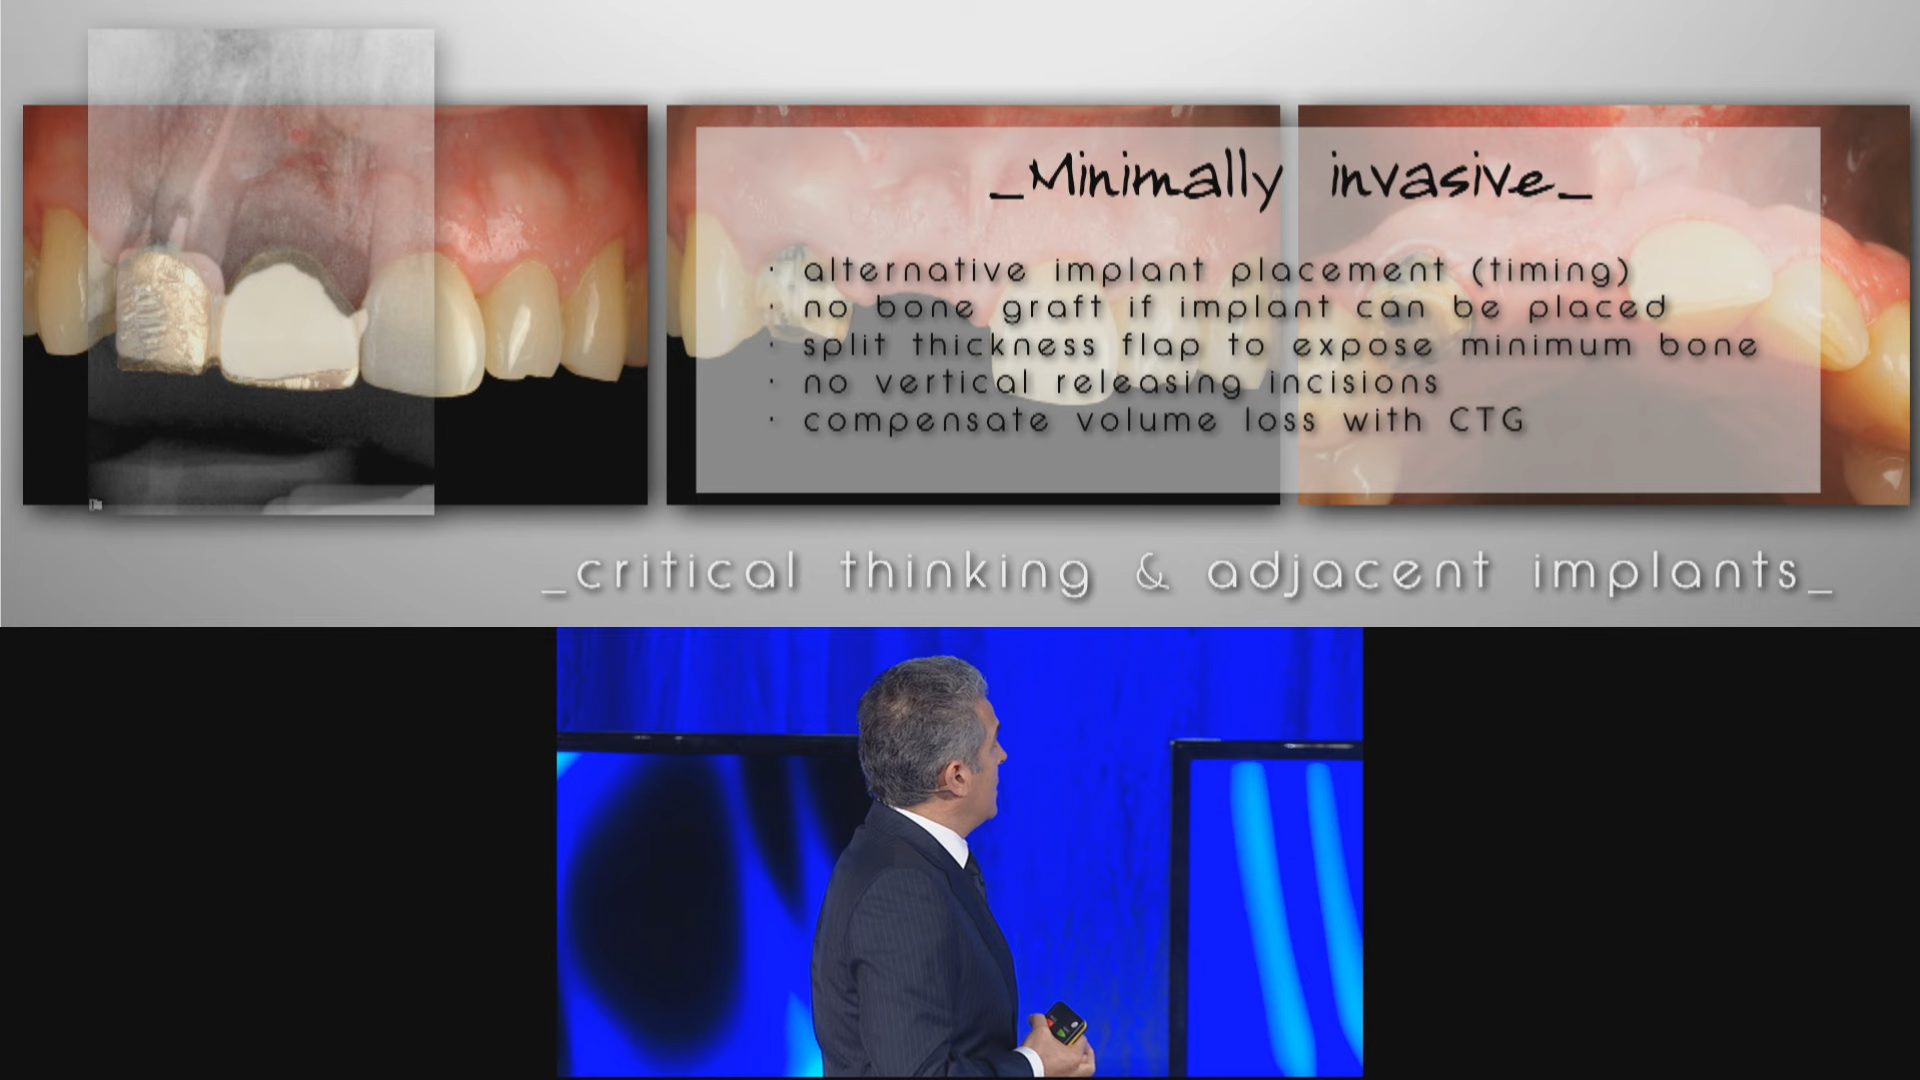 _Minimally invasive_
· alternative implant placement (timing)
· no bone graft if implant can be placed
· split thickness flap to expose minimum bone
· no vertical releasing incisions
· compensate volume loss with CTG
_critical thinking & adjacent implants_